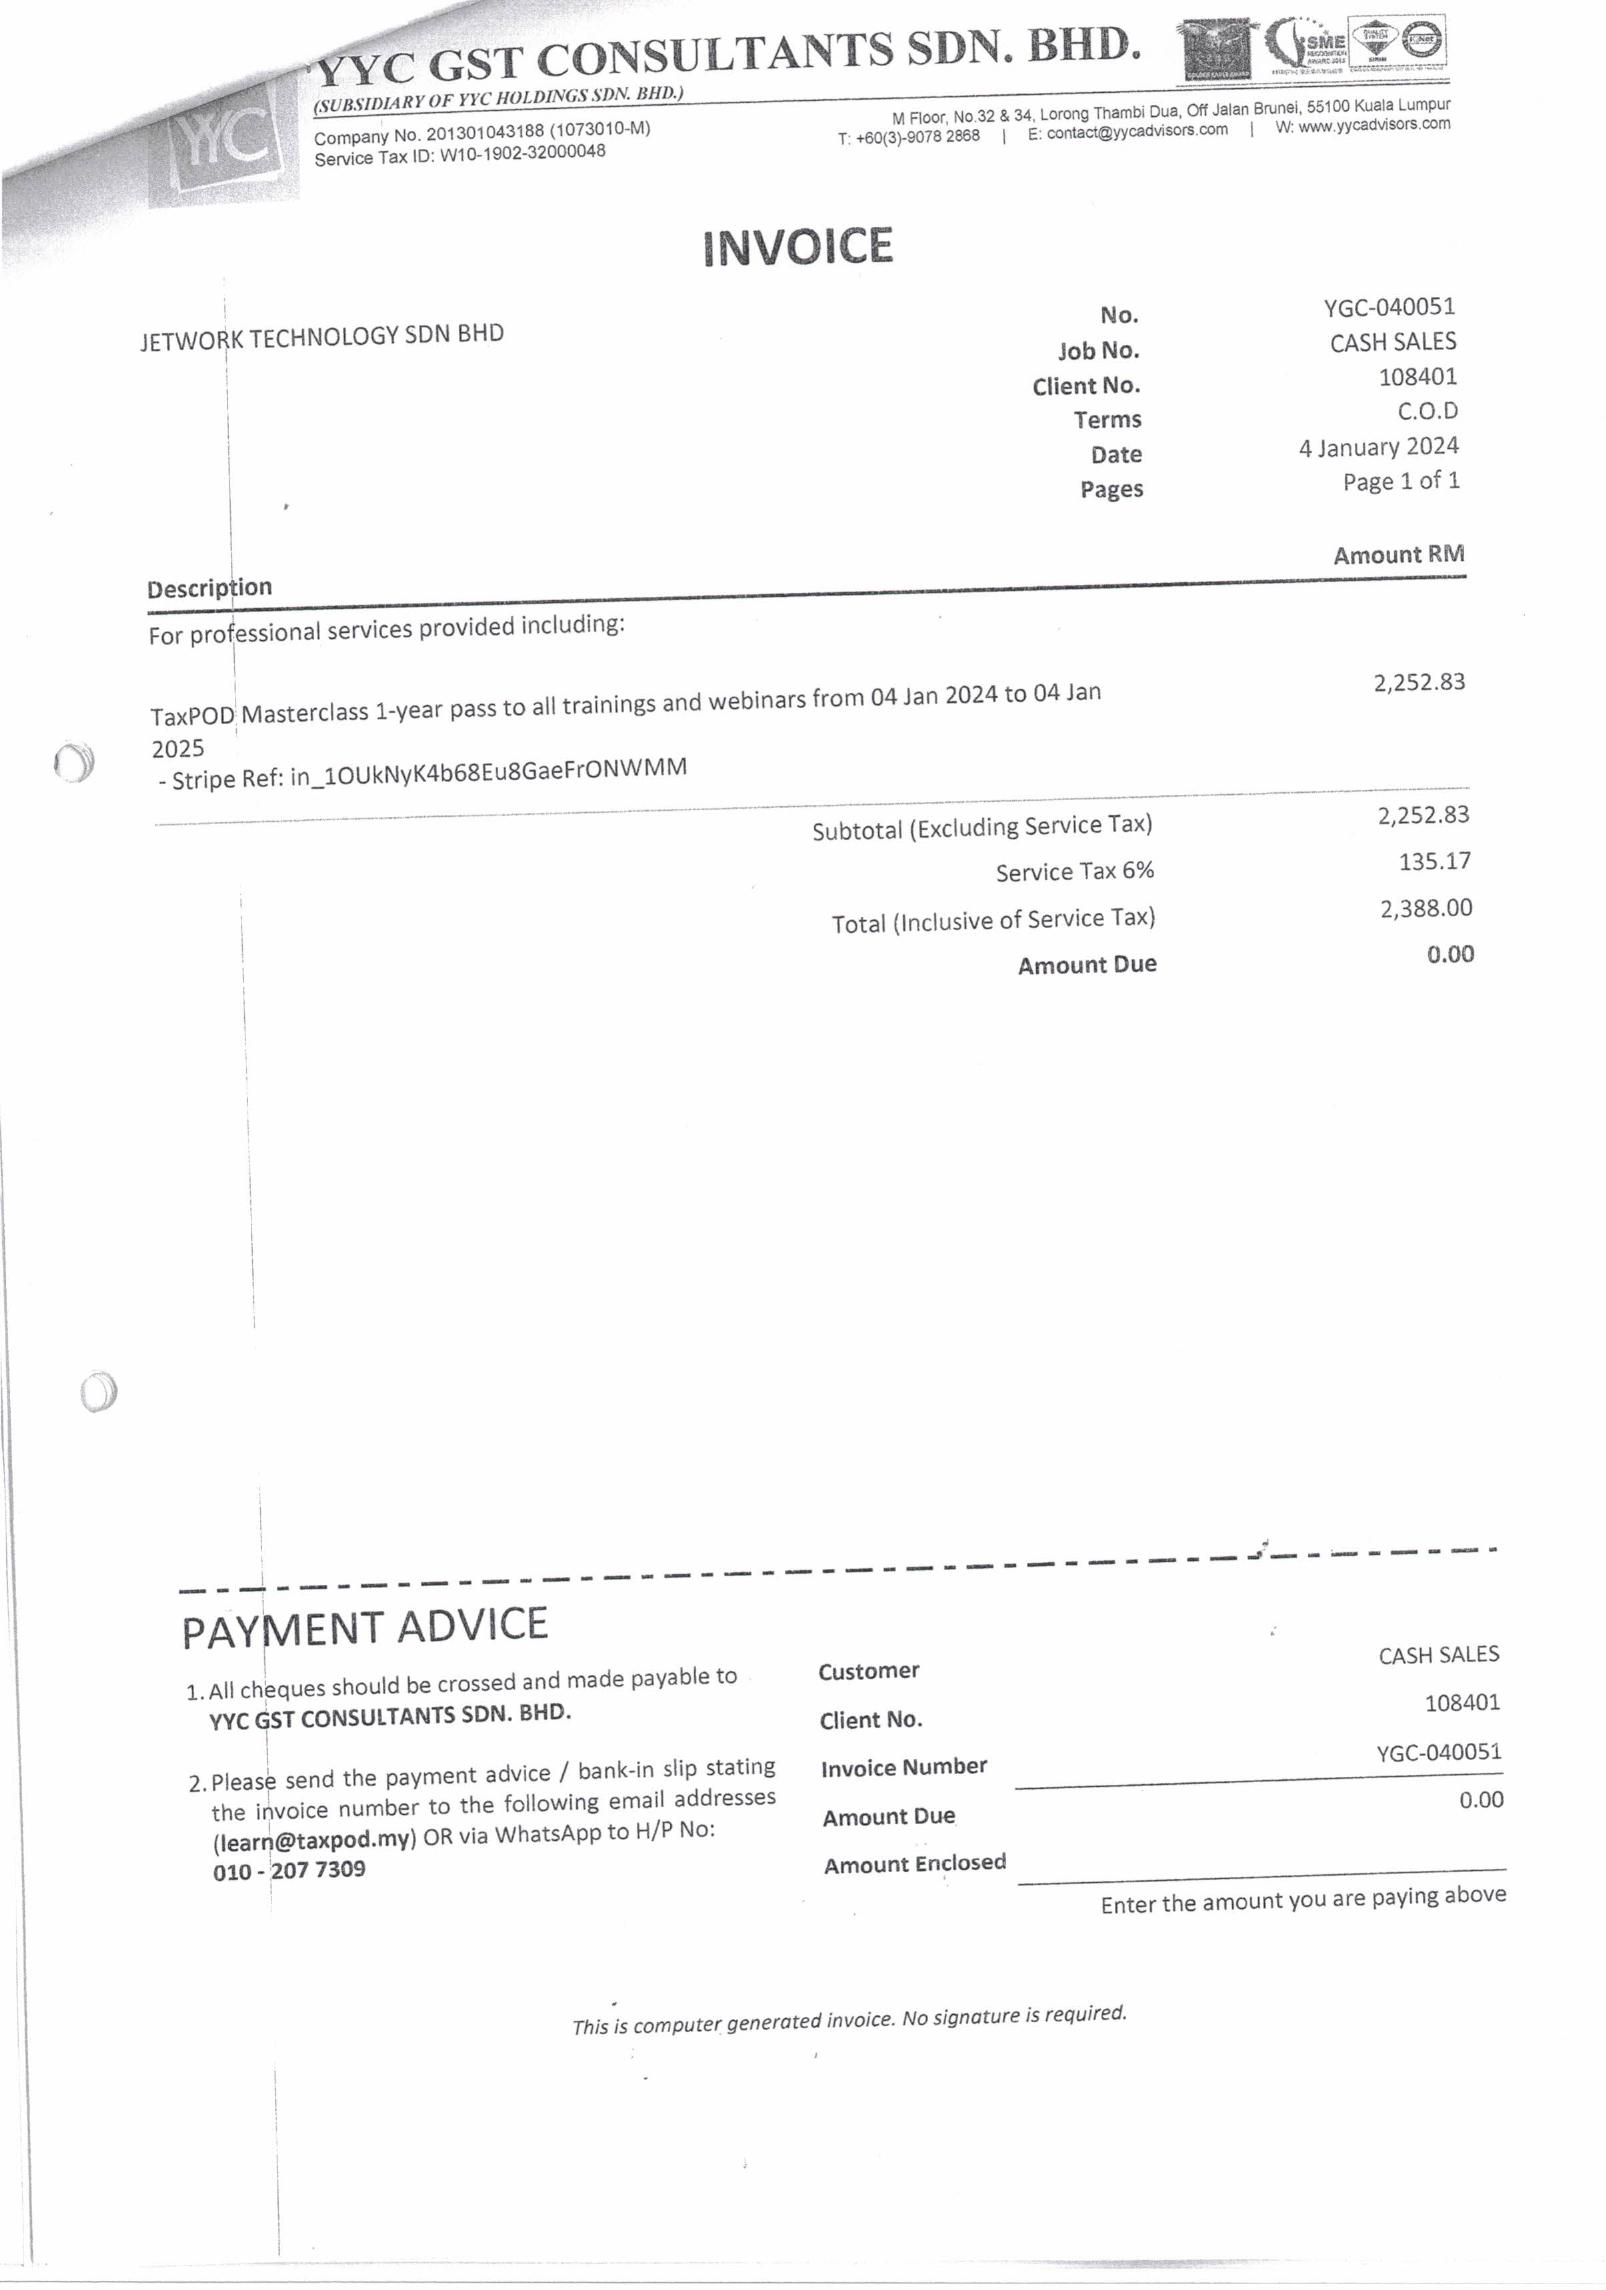 YYC GST CONSULTANTS SDN. BHD.
(SUBSIDIARY OF YYC HOLDINGS SDN. BHD.)
YYC
Company No. 201301043188 (1073010-M)
Service Tax ID: W10-1902-32000048
M Floor, No.32 & 34, Lorong Thambi Dua, Off Jalan Brunei, 55100 Kuala Lumpur
T: +60(3)-9078 2868 | E: contact@yycadvisors.com | W: www.yycadvisors.com
SME
INVOICE
JETWORK TECHNOLOGY SDN BHD
No. YGC-040051
Job No. CASH SALES
Client No. 108401
Terms C.O.D
Date 4 January 2024
Pages Page 1 of 1
Description Amount RM
For professional services provided including:
TaxPOD Masterclass 1-year pass to all trainings and webinars from 04 Jan 2024 to 04 Jan 2,252.83
2025
- Stripe Ref: in_1OUkNyK4b68Eu8GaeFrONWMM
Subtotal (Excluding Service Tax) 2,252.83
Service Tax 6% 135.17
Total (Inclusive of Service Tax) 2,388.00
Amount Due 0.00
PAYMENT ADVICE
1. All cheques should be crossed and made payable to
YYC GST CONSULTANTS SDN. BHD.
2. Please send the payment advice / bank-in slip stating
the invoice number to the following email addresses
(learn@taxpod.my) OR via WhatsApp to H/P No:
010 - 207 7309
Customer CASH SALES
Client No. 108401
Invoice Number YGC-040051
Amount Due 0.00
Amount Enclosed
Enter the amount you are paying above
This is computer generated invoice. No signature is required.